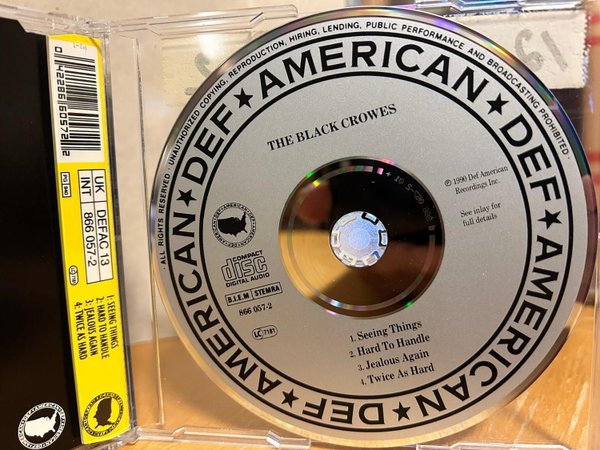 UK DEFAC 13
INT 866 057-2
1: SEEING THINGS
2: HARD TO HANDLE
3: JEALOUS AGAIN
4: TWICE AS HARD
· ALL RIGHTS RESERVED · UNAUTHORIZED COPYING, REPRODUCTION, HIRING, LENDING, PUBLIC PERFORMANCE AND BROADCASTING PROHIBITED ·
AMERICAN ★ DEF ★ AMERICAN ★ DEF ★ AMERICAN ★ DEF ★ AMERICAN ★ DEF ★
THE BLACK CROWES
℗ 1990 Def American
Recordings Inc.
See inlay for
full details
COMPACT
disc
DIGITAL AUDIO
B.I.E.M STEMRA
866 057-2
LC 7181
1. Seeing Things
2. Hard To Handle
3. Jealous Again
4. Twice As Hard